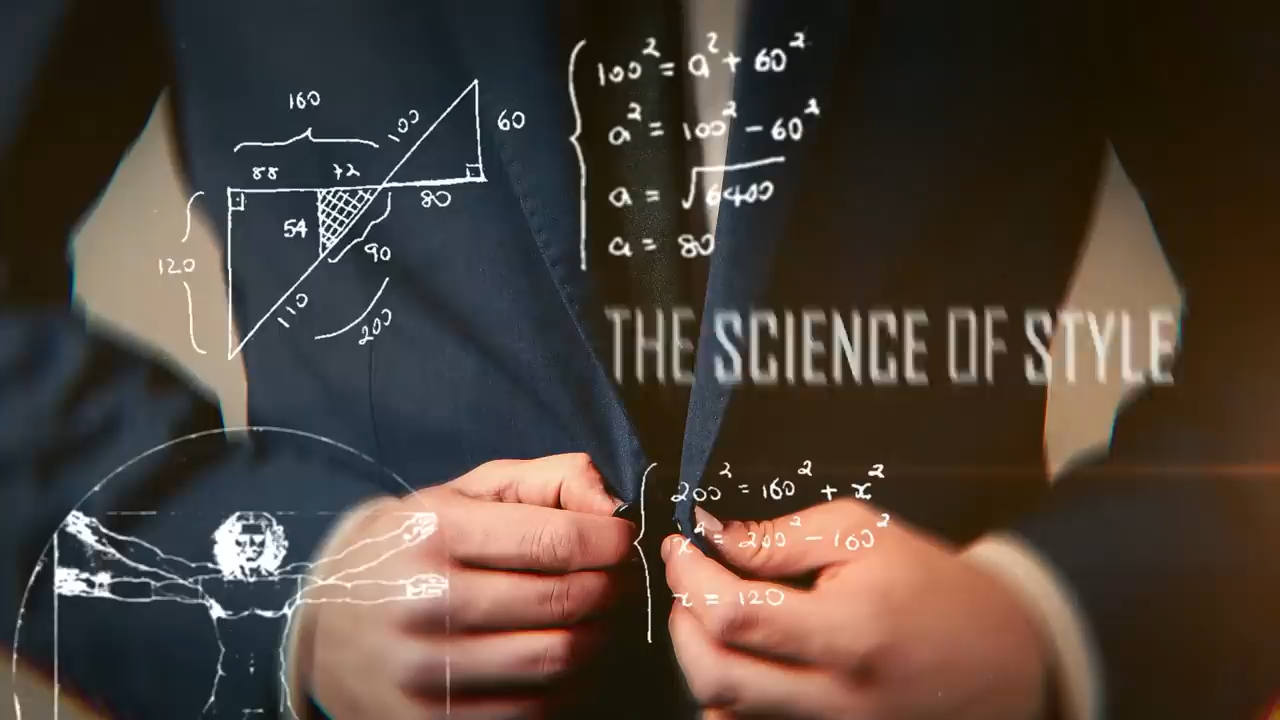 160
100
60
88
72
80
54
90
120
110
200
100² = a² + 60²
a² = 100² - 60²
a = √6400
a = 80
THE SCIENCE OF STYLE
200² = 160² + x²
x² = 200² - 160²
x = 120